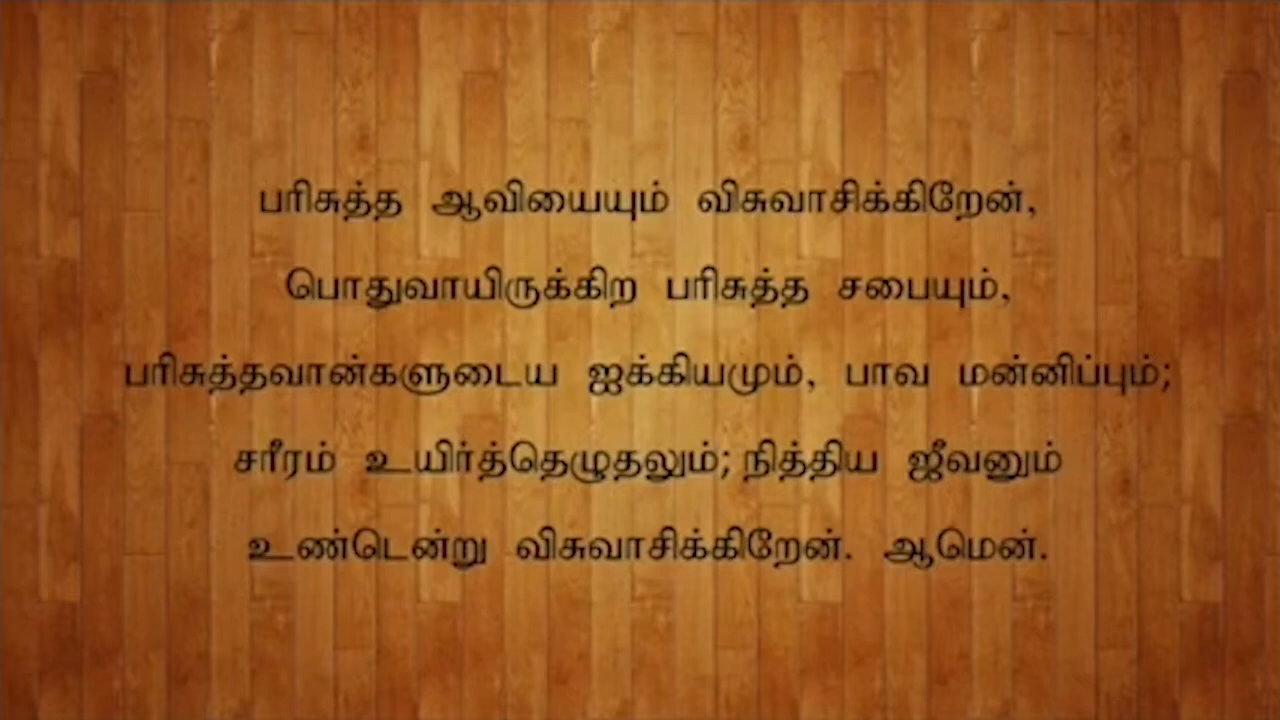 பரிசுத்த ஆவியையும் விசுவாசிக்கிறேன்,
பொதுவாயிருக்கிற பரிசுத்த சபையும்,
பரிசுத்தவான்களுடைய ஐக்கியமும், பாவ மன்னிப்பும்;
சரீரம் உயிர்த்தெழுதலும்; நித்திய ஜீவனும்
உண்டென்று விசுவாசிக்கிறேன். ஆமென்.